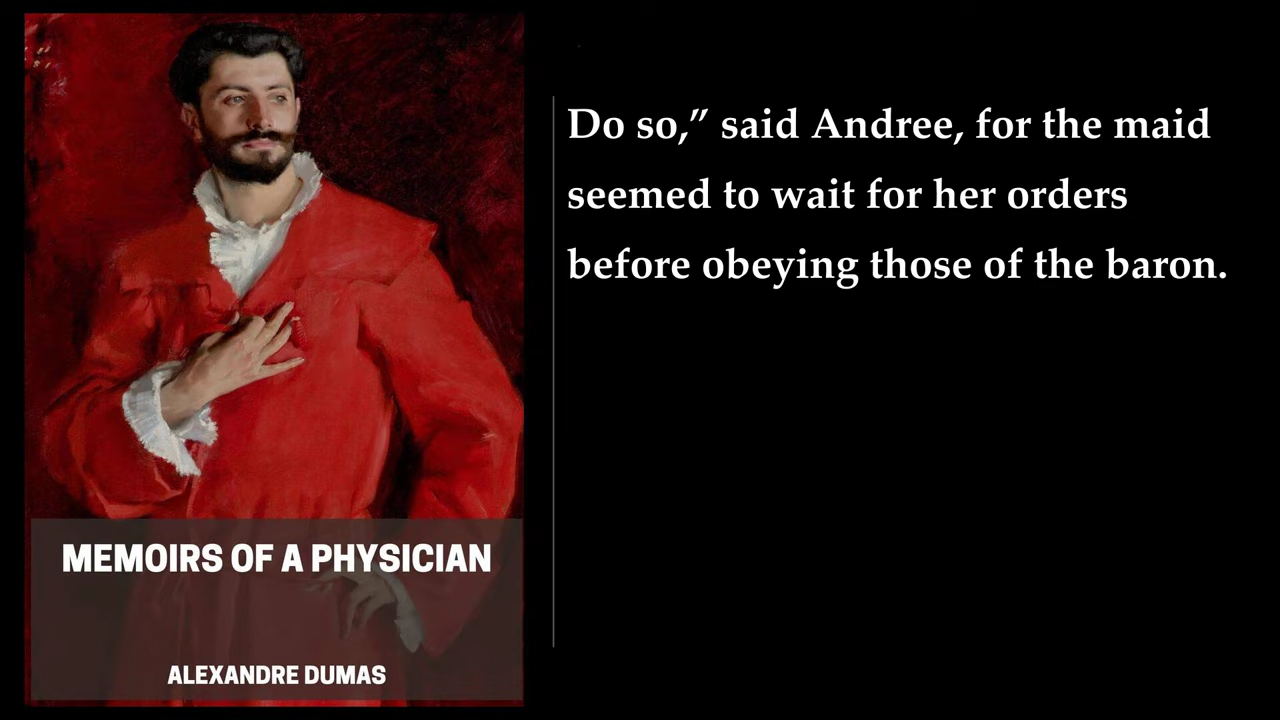 Do so,” said Andree, for the maid
seemed to wait for her orders
before obeying those of the baron.
MEMOIRS OF A PHYSICIAN
ALEXANDRE DUMAS